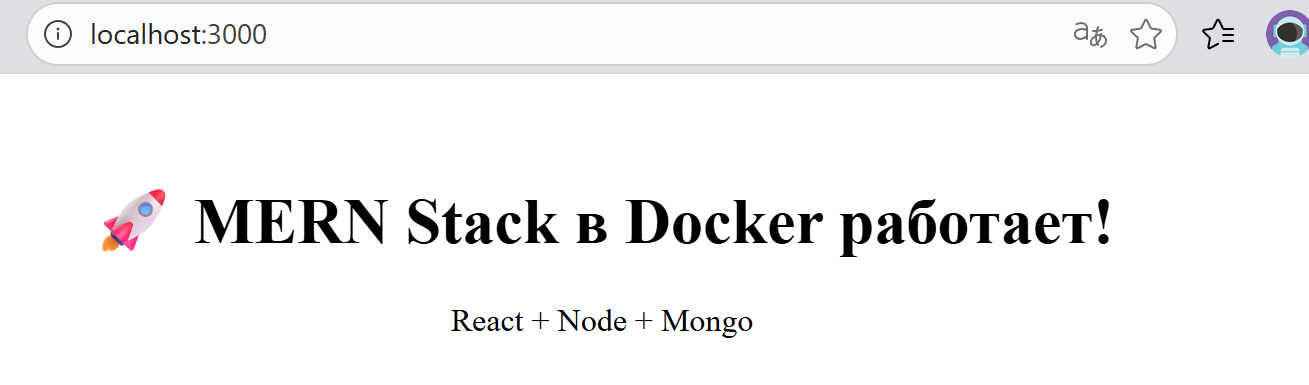 localhost:3000
🚀 MERN Stack в Docker работает!
React + Node + Mongo